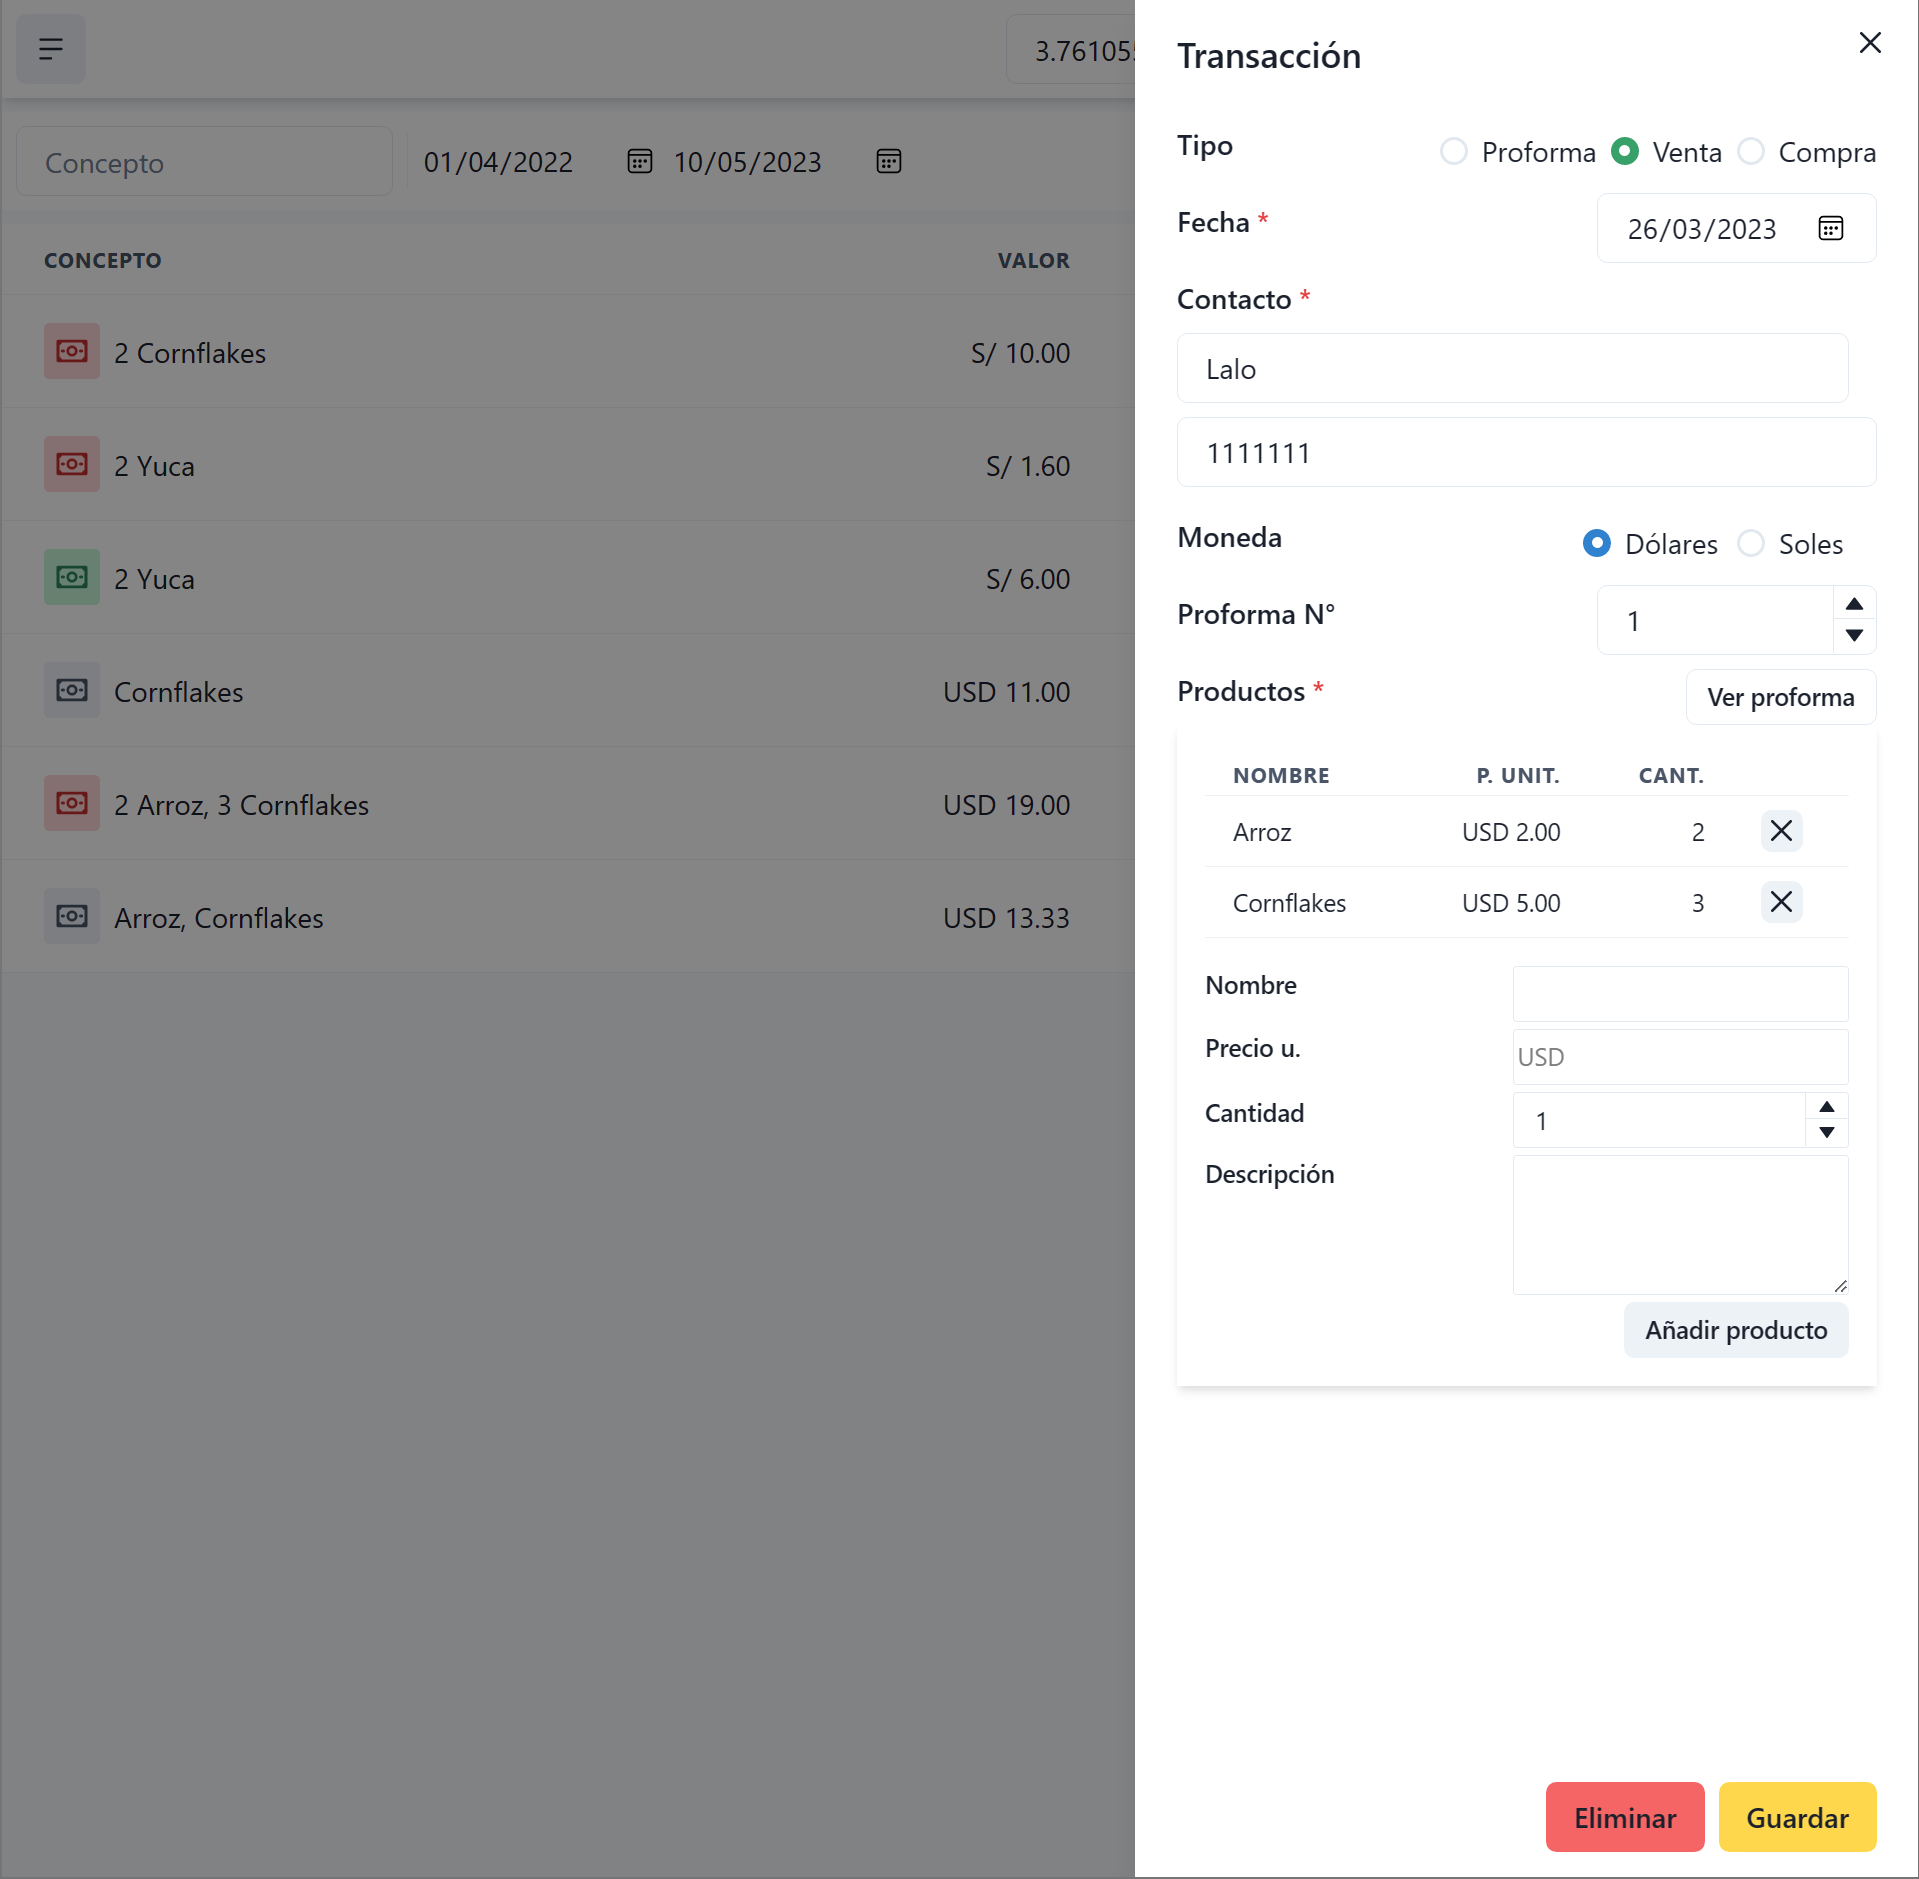 3.76105
Concepto
01/04/2022 10/05/2023
CONCEPTO VALOR
2 Cornflakes S/ 10.00
2 Yuca S/ 1.60
2 Yuca S/ 6.00
Cornflakes USD 11.00
2 Arroz, 3 Cornflakes USD 19.00
Arroz, Cornflakes USD 13.33
Transacción
Tipo Proforma Venta Compra
Fecha * 26/03/2023
Contacto *
Lalo
1111111
Moneda Dólares Soles
Proforma N° 1
Productos * Ver proforma
NOMBRE P. UNIT. CANT.
Arroz USD 2.00 2
Cornflakes USD 5.00 3
Nombre
Precio u. USD
Cantidad 1
Descripción
Añadir producto
Eliminar Guardar